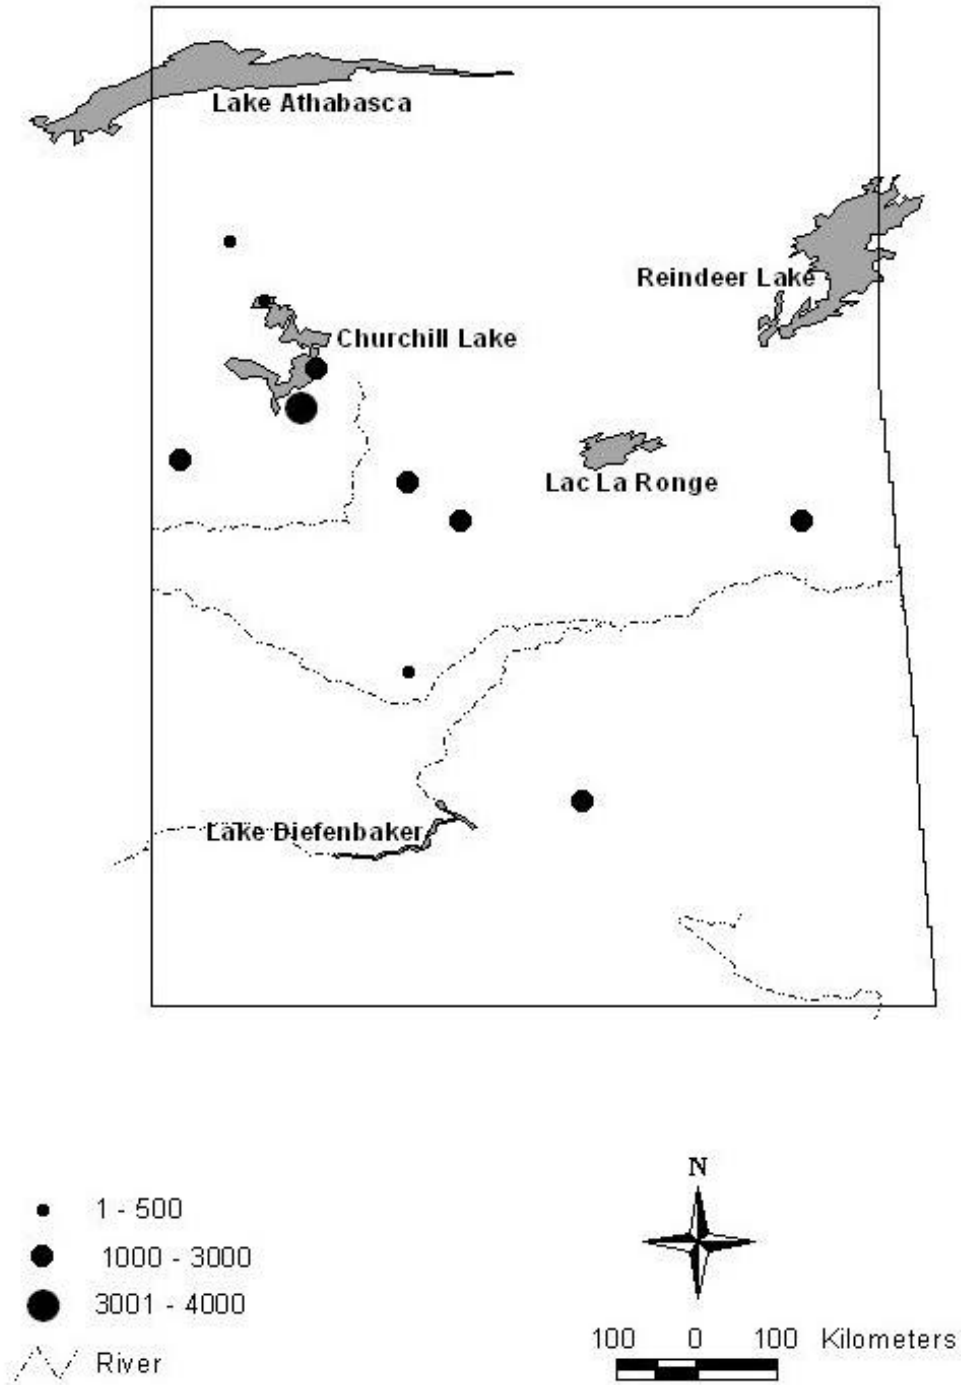 Lake Athabasca
Reindeer Lake
Churchill Lake
Lac La Ronge
Lake Diefenbaker
1 - 500
1000 - 3000
3001 - 4000
River
N
100 0 100 Kilometers